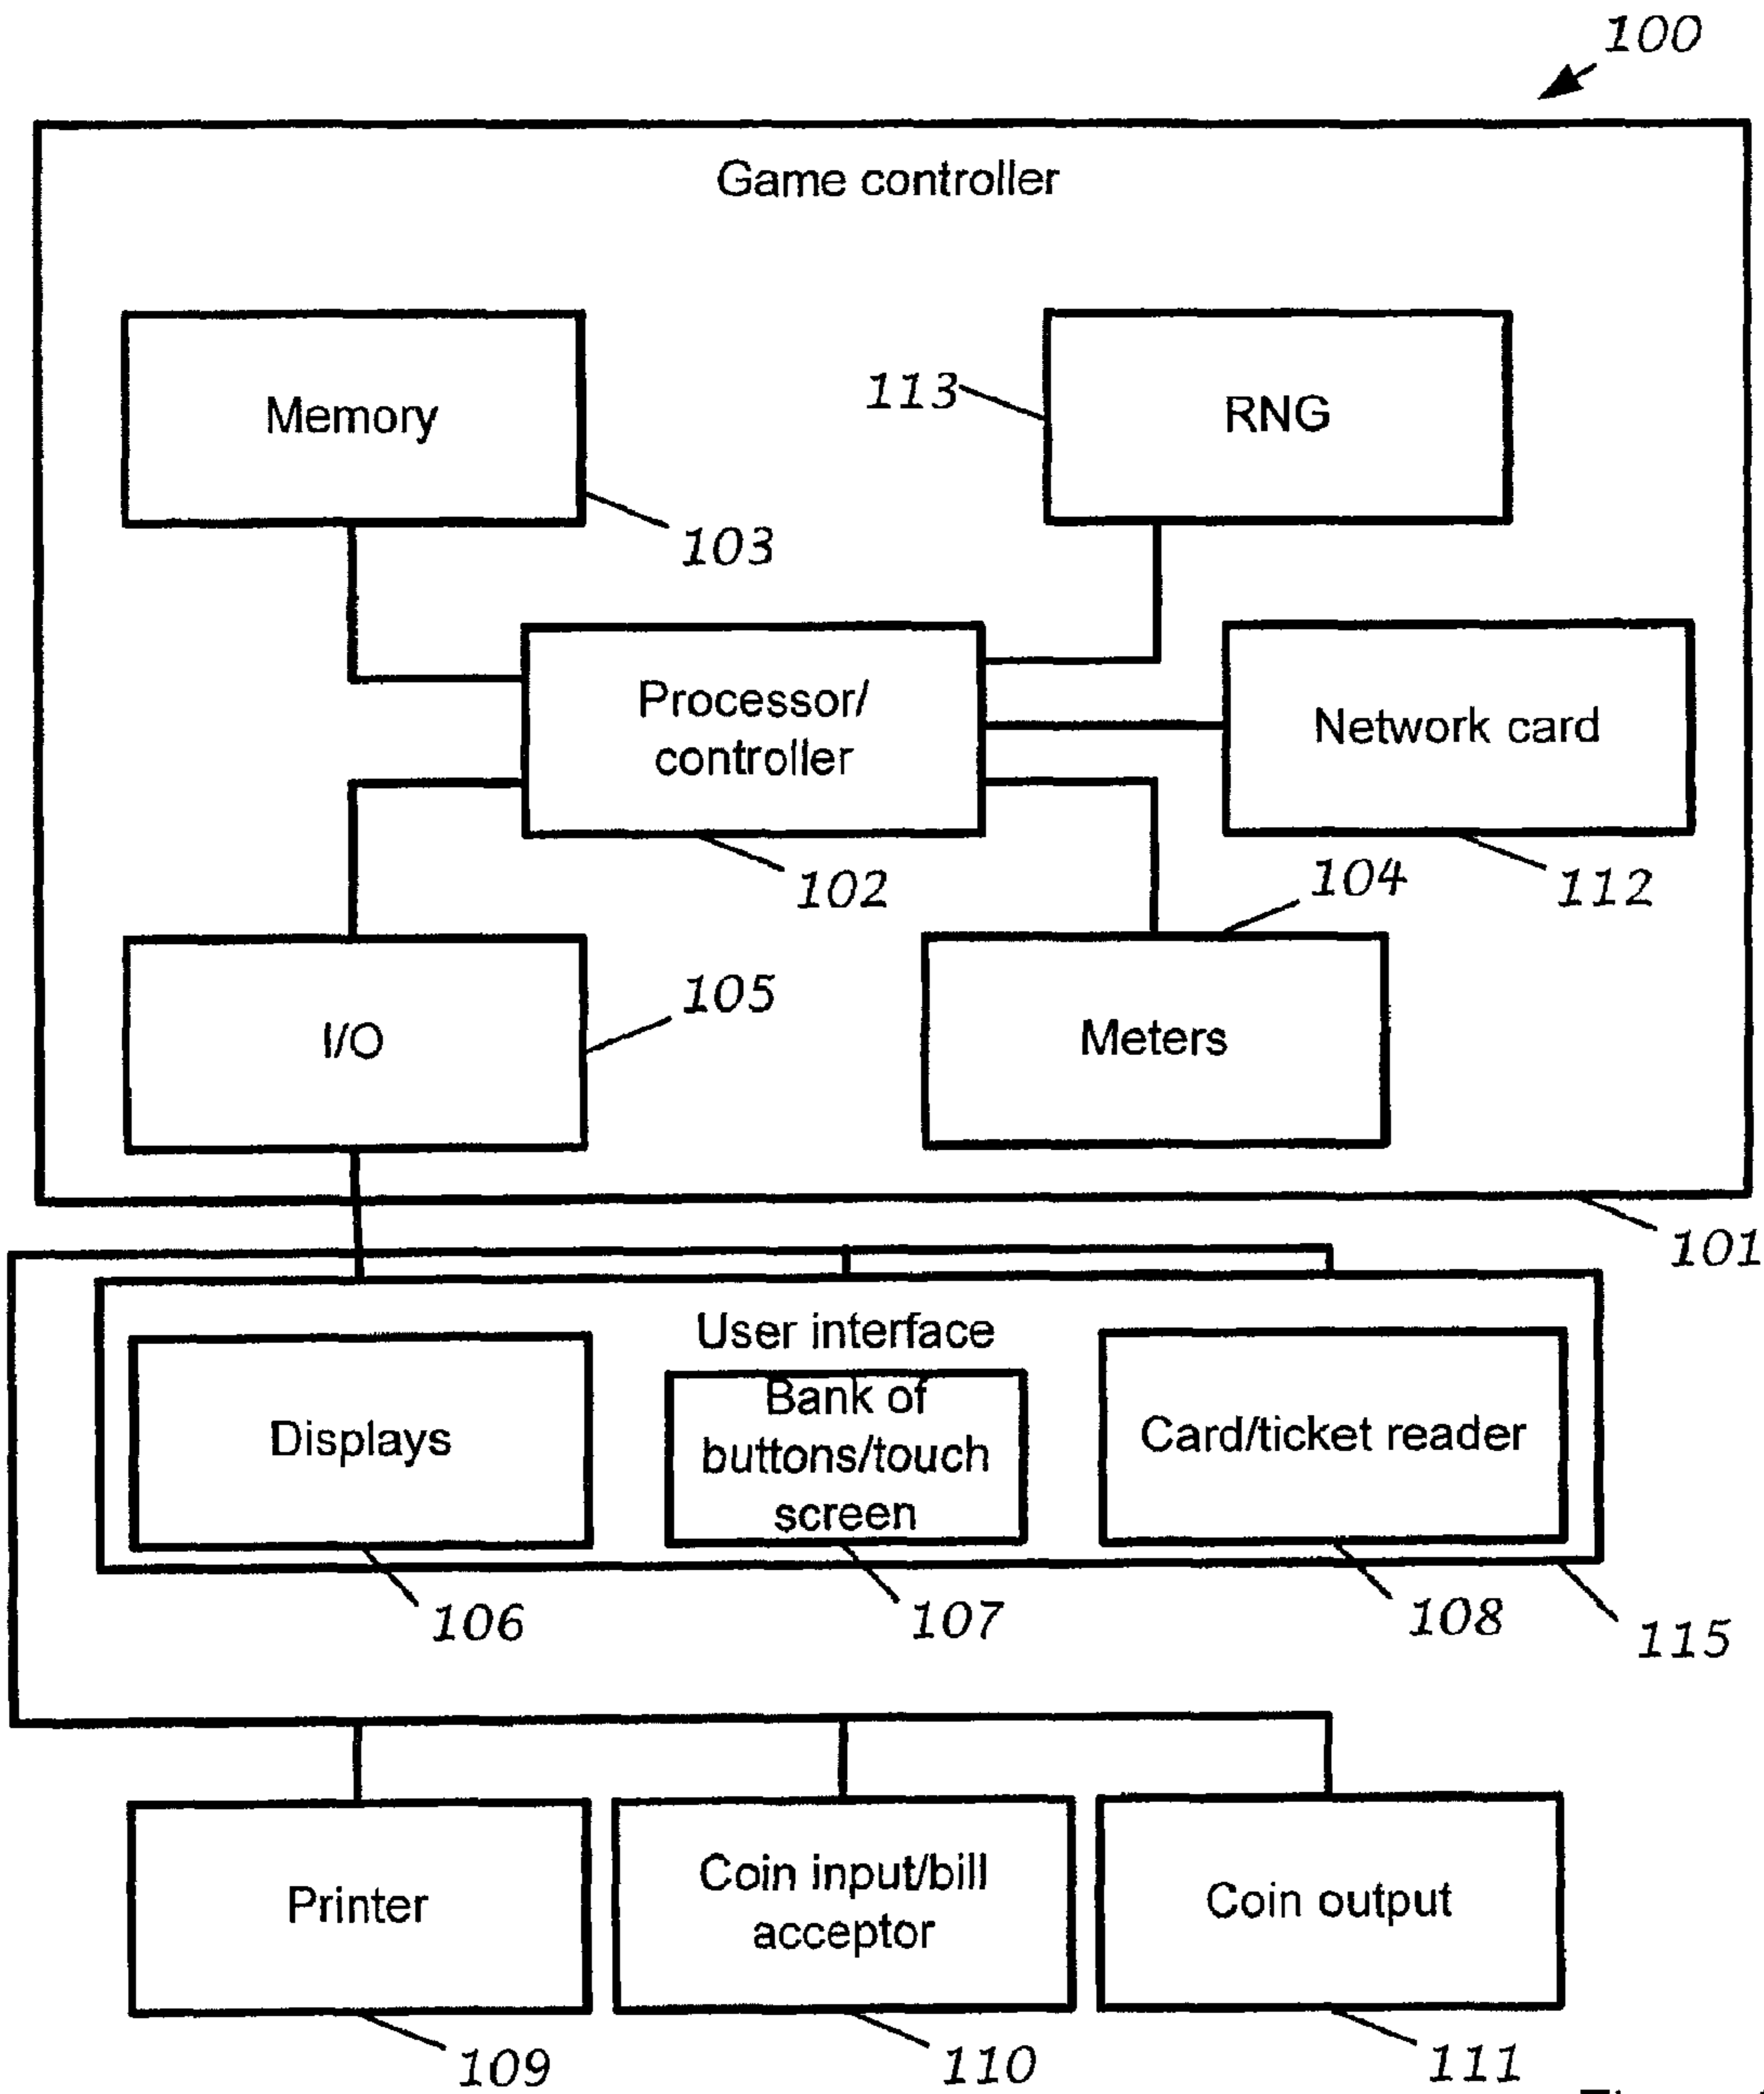 100
Game controller
Memory
113
RNG
103
Processor/
controller
Network card
102
104
112
I/O
105
Meters
101
User interface
Displays
Bank of
buttons/touch
screen
Card/ticket reader
106
107
108
115
Printer
Coin input/bill
acceptor
Coin output
109
110
111